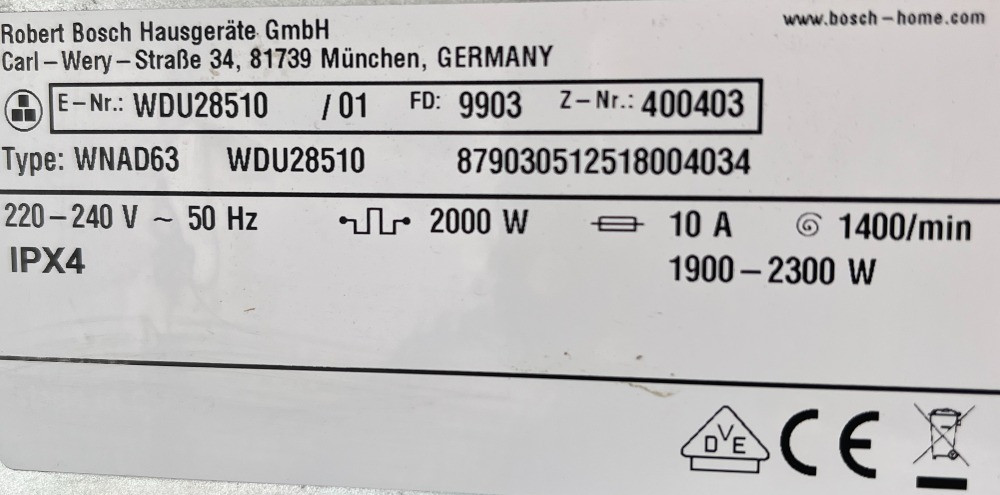 www.bosch-home.com
Robert Bosch Hausgeräte GmbH
Carl-Wery-Straße 34, 81739 München, GERMANY
E-Nr.: WDU28510 /01 FD: 9903 Z-Nr.: 400403
Type: WNAD63 WDU28510 879030512518004034
220-240 V ~ 50 Hz 2000 W 10 A 1400/min
IPX4 1900-2300 W
DVE CE